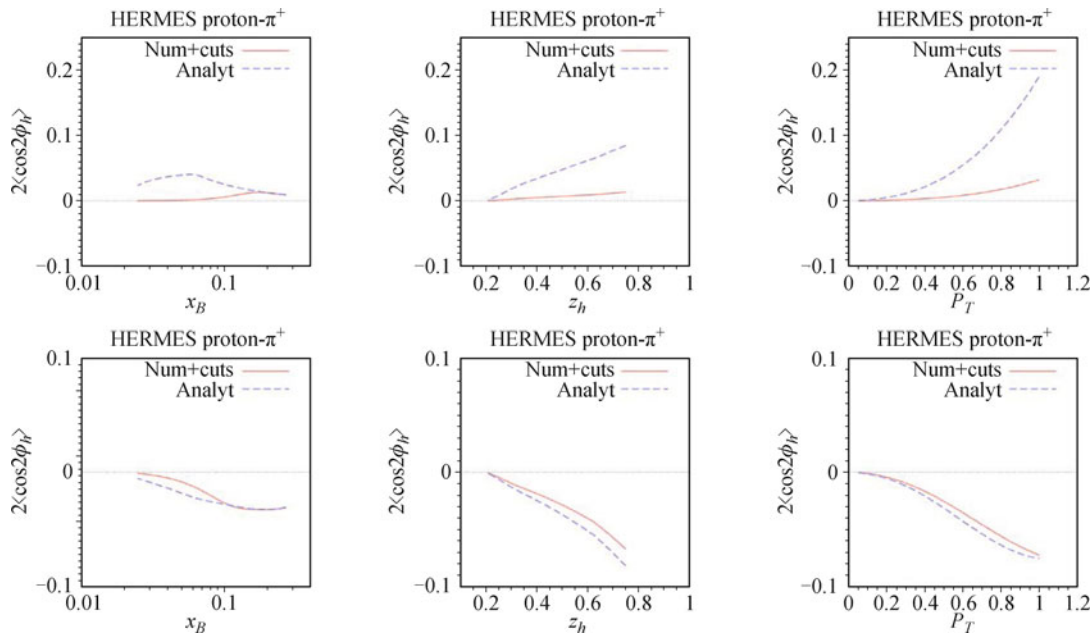 HERMES proton-π⁺
Num+cuts
Analyt
2⟨cos2ϕₕ⟩
0.2
0.1
0
−0.1
0.01
0.1
x_B
HERMES proton-π⁺
Num+cuts
Analyt
2⟨cos2ϕₕ⟩
0.2
0.1
0
−0.1
0.2 0.4 0.6 0.8 1
z_h
HERMES proton-π⁺
Num+cuts
Analyt
2⟨cos2ϕₕ⟩
0.2
0.1
0
−0.1
0 0.2 0.4 0.6 0.8 1 1.2
P_T
HERMES proton-π⁺
Num+cuts
Analyt
2⟨cos2ϕₕ⟩
0.1
0
−0.1
0.01
0.1
x_B
HERMES proton-π⁺
Num+cuts
Analyt
2⟨cos2ϕₕ⟩
0.1
0
−0.1
0.2 0.4 0.6 0.8 1
z_h
HERMES proton-π⁺
Num+cuts
Analyt
2⟨cos2ϕₕ⟩
0.1
0
−0.1
0 0.2 0.4 0.6 0.8 1 1.2
P_T